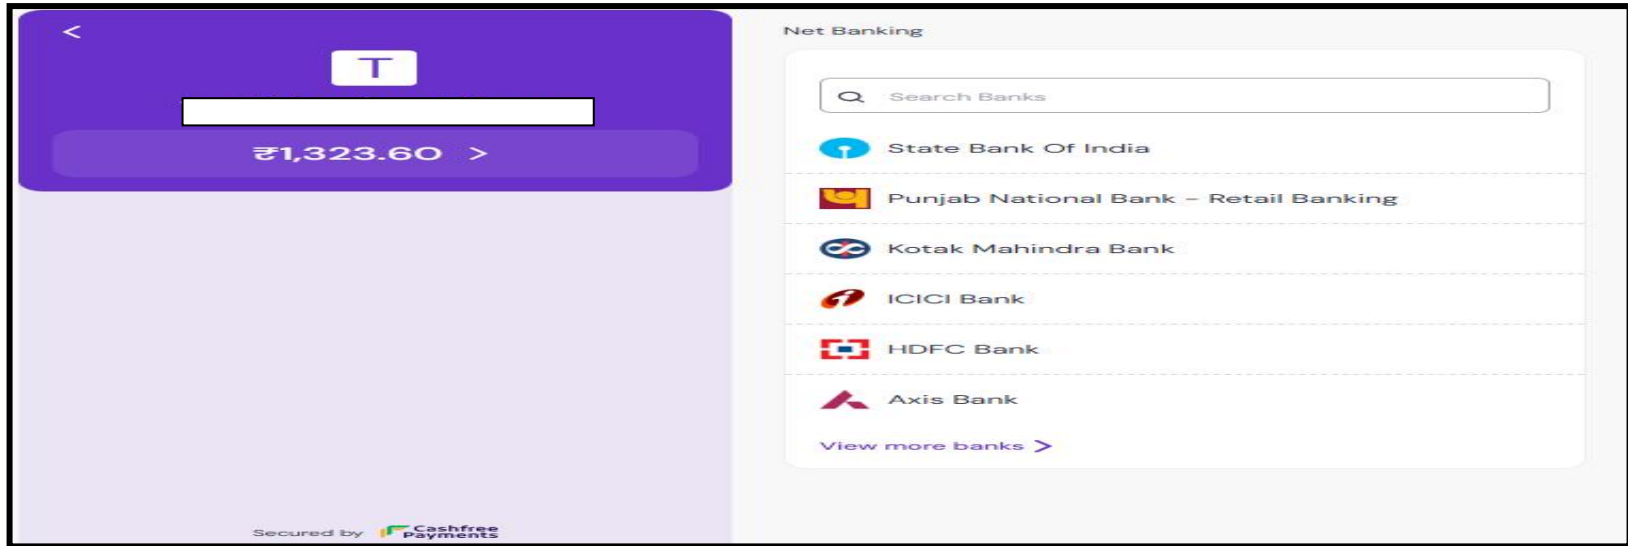 <
T
₹1,323.60 >
Secured by Cashfree Payments
Net Banking
Search Banks
State Bank Of India
Punjab National Bank - Retail Banking
Kotak Mahindra Bank
ICICI Bank
HDFC Bank
Axis Bank
View more banks >